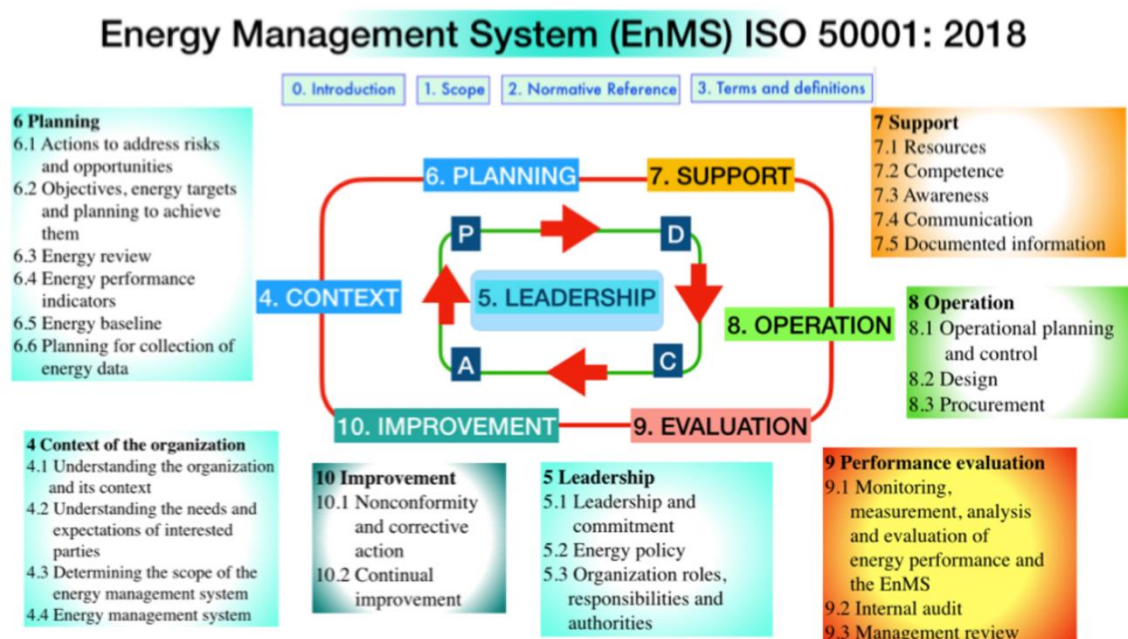 Energy Management System (EnMS) ISO 50001: 2018
0. Introduction
1. Scope
2. Normative Reference
3. Terms and definitions
6 Planning
6.1 Actions to address risks
and opportunities
6.2 Objectives, energy targets
and planning to achieve
them
6.3 Energy review
6.4 Energy performance
indicators
6.5 Energy baseline
6.6 Planning for collection of
energy data
6. PLANNING
7. SUPPORT
P
D
4. CONTEXT
5. LEADERSHIP
8. OPERATION
A
C
10. IMPROVEMENT
9. EVALUATION
7 Support
7.1 Resources
7.2 Competence
7.3 Awareness
7.4 Communication
7.5 Documented information
8 Operation
8.1 Operational planning
and control
8.2 Design
8.3 Procurement
4 Context of the organization
4.1 Understanding the organization
and its context
4.2 Understanding the needs and
expectations of interested
parties
4.3 Determining the scope of the
energy management system
4.4 Energy management system
10 Improvement
10.1 Nonconformity
and corrective
action
10.2 Continual
improvement
5 Leadership
5.1 Leadership and
commitment
5.2 Energy policy
5.3 Organization roles,
responsibilities and
authorities
9 Performance evaluation
9.1 Monitoring,
measurement, analysis
and evaluation of
energy performance and
the EnMS
9.2 Internal audit
9.3 Management review